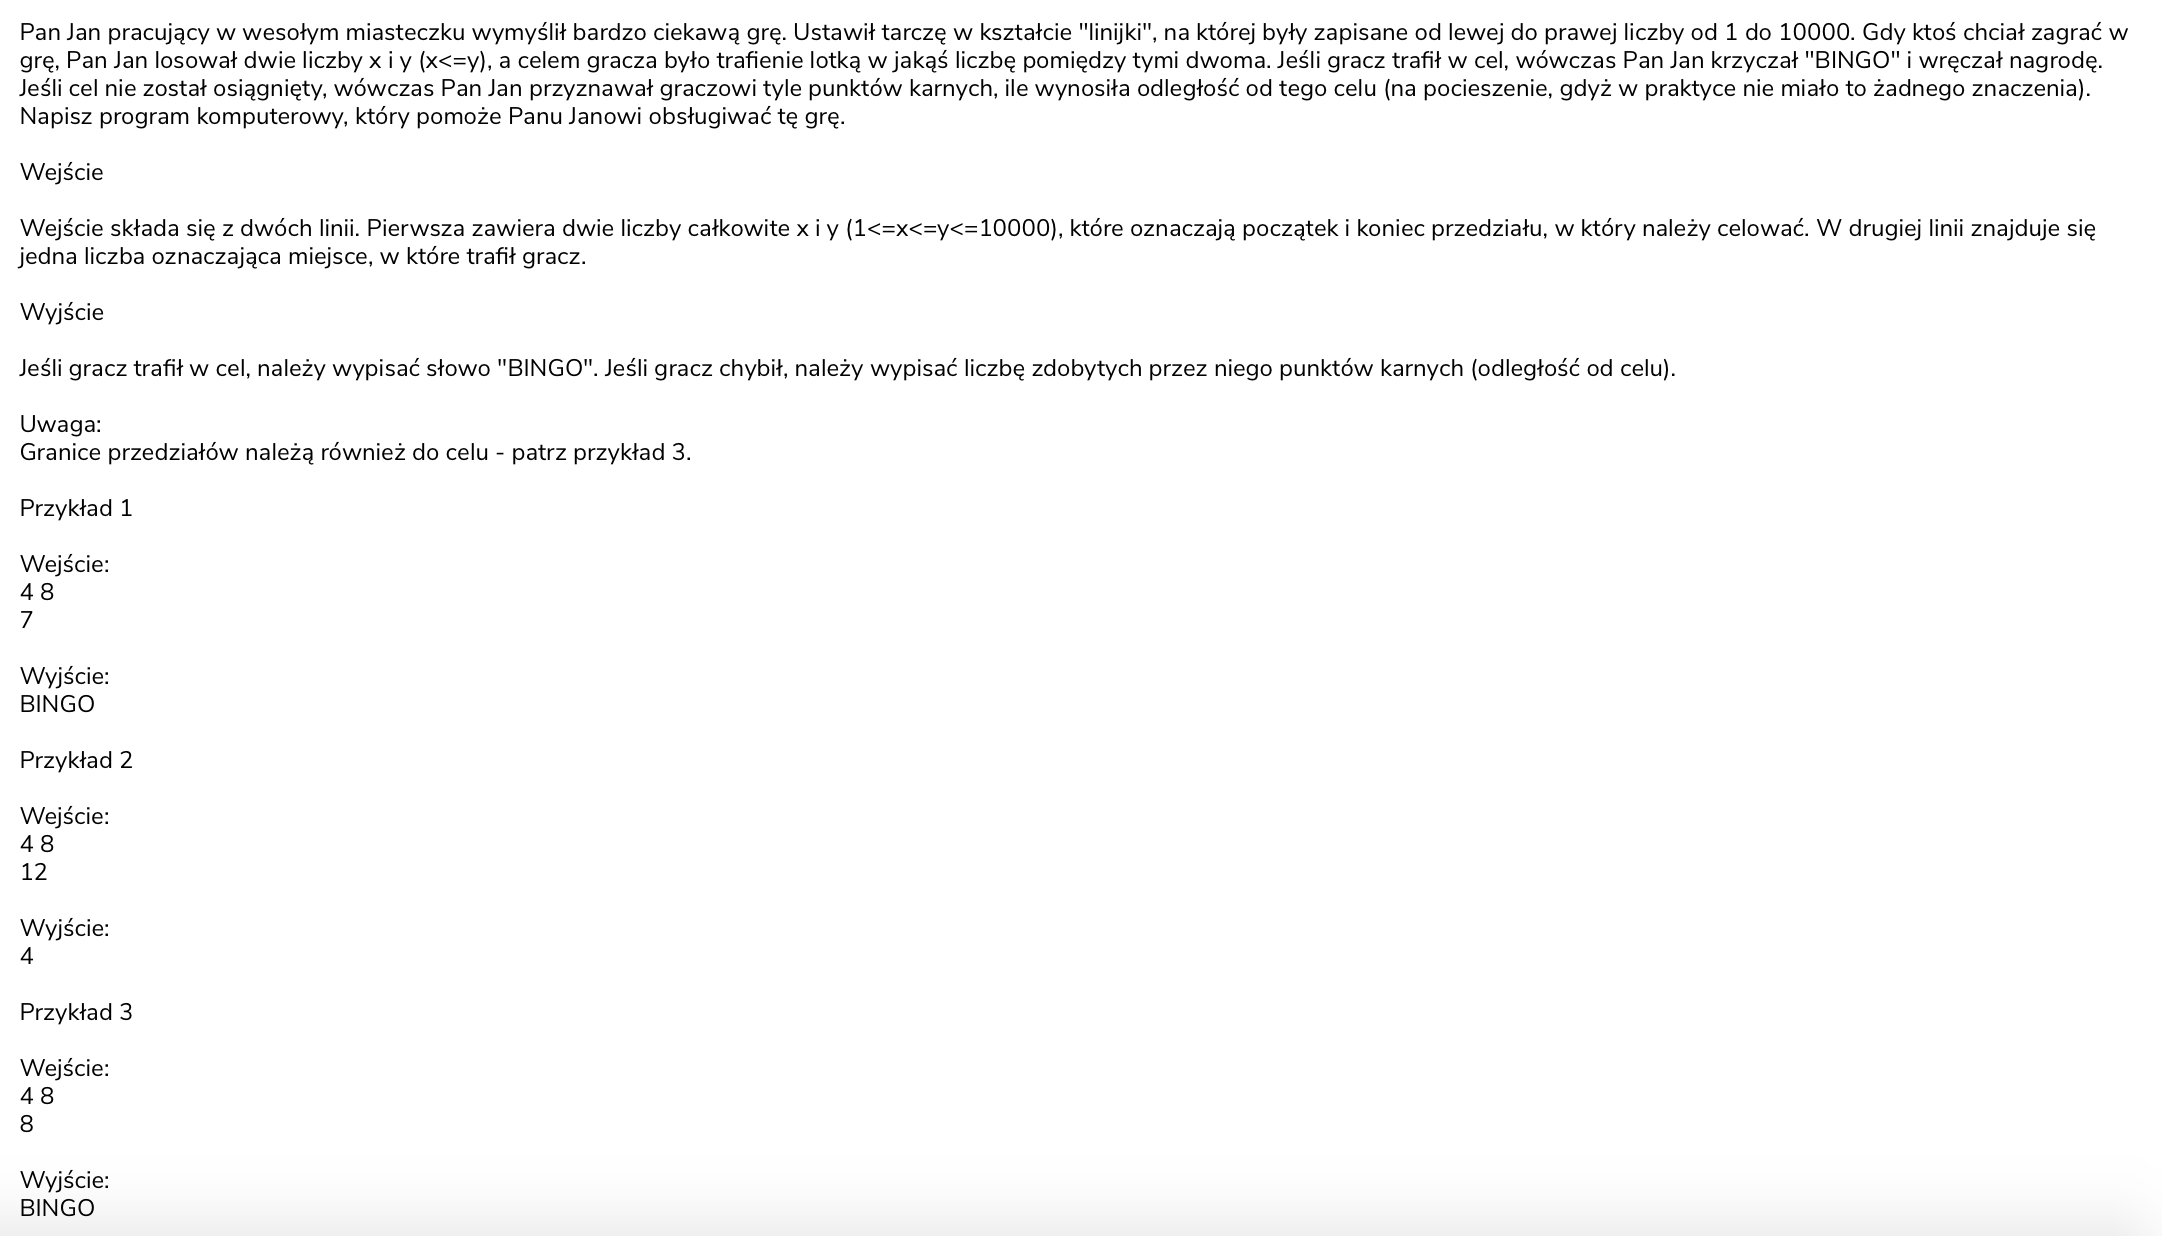 Pan Jan pracujący w wesołym miasteczku wymyślił bardzo ciekawą grę. Ustawił tarczę w kształcie "linijki", na której były zapisane od lewej do prawej liczby od 1 do 10000. Gdy ktoś chciał zagrać w
grę, Pan Jan losował dwie liczby x i y (x<=y), a celem gracza było trafienie lotką w jakąś liczbę pomiędzy tymi dwoma. Jeśli gracz trafił w cel, wówczas Pan Jan krzyczał "BINGO" i wręczał nagrodę.
Jeśli cel nie został osiągnięty, wówczas Pan Jan przyznawał graczowi tyle punktów karnych, ile wynosiła odległość od tego celu (na pocieszenie, gdyż w praktyce nie miało to żadnego znaczenia).
Napisz program komputerowy, który pomoże Panu Janowi obsługiwać tę grę.
Wejście
Wejście składa się z dwóch linii. Pierwsza zawiera dwie liczby całkowite x i y (1<=x<=y<=10000), które oznaczają początek i koniec przedziału, w który należy celować. W drugiej linii znajduje się
jedna liczba oznaczająca miejsce, w które trafił gracz.
Wyjście
Jeśli gracz trafił w cel, należy wypisać słowo "BINGO". Jeśli gracz chybił, należy wypisać liczbę zdobytych przez niego punktów karnych (odległość od celu).
Uwaga:
Granice przedziałów należą również do celu - patrz przykład 3.
Przykład 1
Wejście:
4 8
7
Wyjście:
BINGO
Przykład 2
Wejście:
4 8
12
Wyjście:
4
Przykład 3
Wejście:
4 8
8
Wyjście:
BINGO